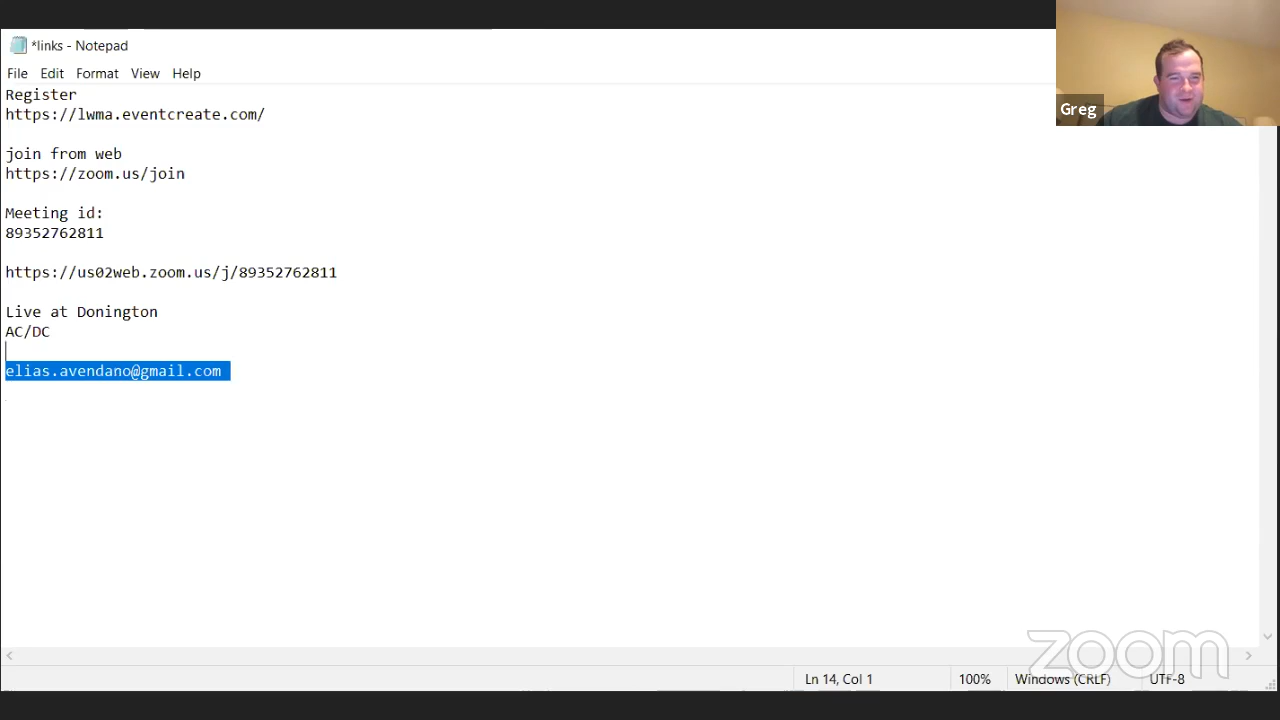 *links - Notepad
File Edit Format View Help
Register
https://lwma.eventcreate.com/
join from web
https://zoom.us/join
Meeting id:
89352762811
https://us02web.zoom.us/j/89352762811
Live at Donington
AC/DC
elias.avendano@gmail.com
Greg
zoom
Ln 14, Col 1 100% Windows (CRLF) UTF-8